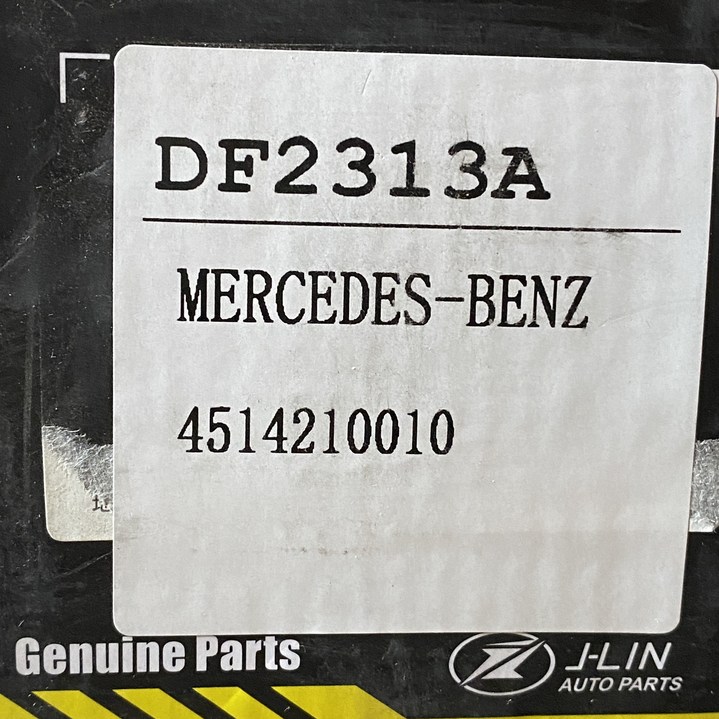 DF2313A
MERCEDES-BENZ
4514210010
Genuine Parts
J-LIN
AUTO PARTS